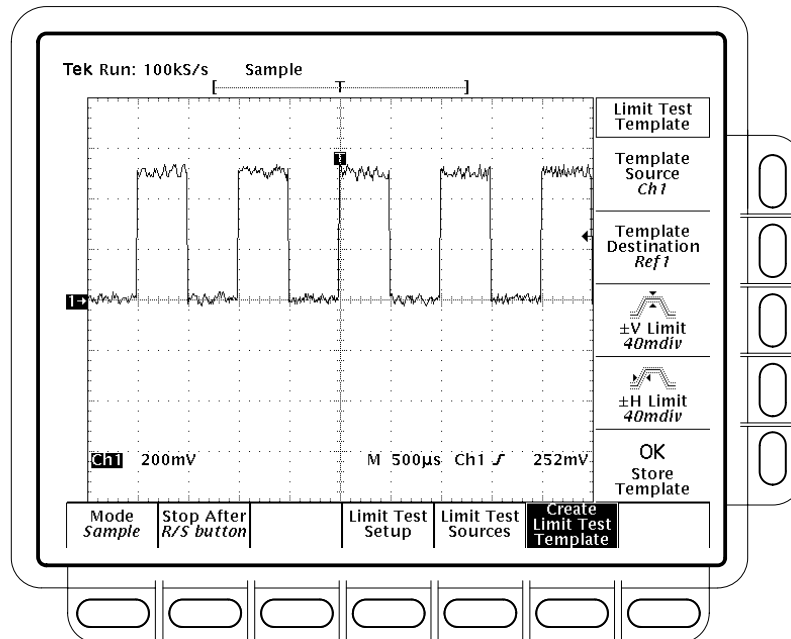 Tek Run: 100kS/s Sample
[ T ]
T
1→
Ch1 200mV M 500µs Ch1 252mV
Limit Test
Template
Template
Source
Ch1
Template
Destination
Ref1
±V Limit
40mdiv
±H Limit
40mdiv
OK
Store
Template
Mode
Sample
Stop After
R/S button
Limit Test
Setup
Limit Test
Sources
Create
Limit Test
Template